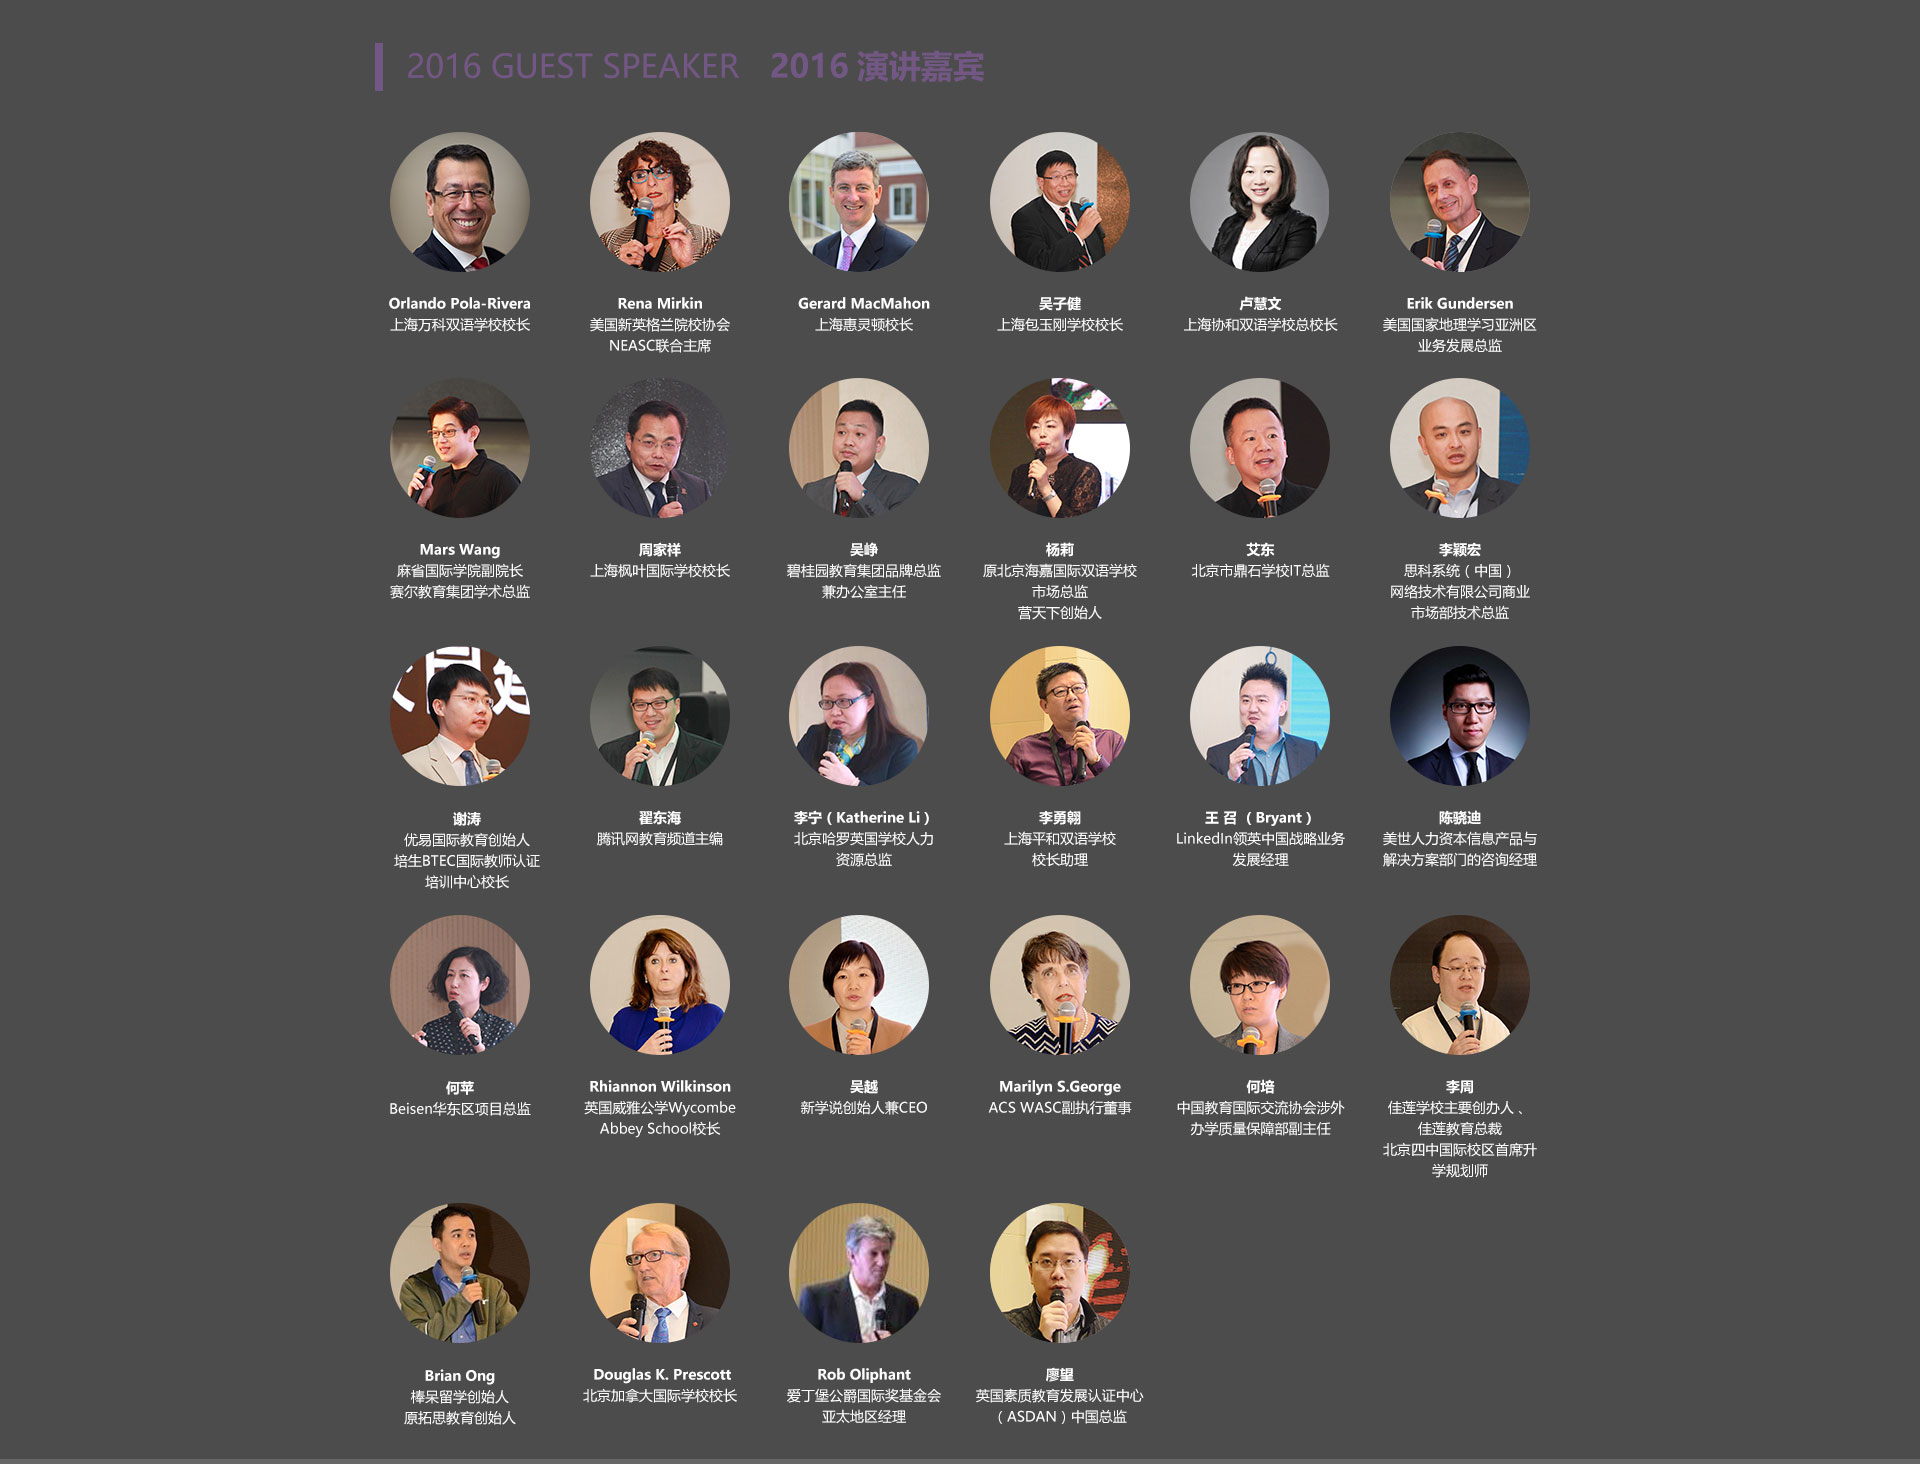 2016 GUEST SPEAKER 2016 演讲嘉宾
Orlando Pola-Rivera
上海万科双语学校校长
Rena Mirkin
美国新英格兰院校协会
NEASC联合主席
Gerard MacMahon
上海惠灵顿校长
吴子健
上海包玉刚学校校长
卢慧文
上海协和双语学校总校长
Erik Gundersen
美国国家地理学习亚洲区
业务发展总监
Mars Wang
麻省国际学院副院长
赛尔教育集团学术总监
周家祥
上海枫叶国际学校校长
吴峥
碧桂园教育集团品牌总监
兼办公室主任
杨莉
原北京海嘉国际双语学校
市场总监
营天下创始人
艾东
北京市鼎石学校IT总监
李颖宏
思科系统（中国）
网络技术有限公司商业
市场部技术总监
谢涛
优易国际教育创始人
培生BTEC国际教师认证
培训中心校长
翟东海
腾讯网教育频道主编
李宁（Katherine Li）
北京哈罗英国学校人力
资源总监
李勇翱
上海平和双语学校
校长助理
王 召 （Bryant）
LinkedIn领英中国战略业务
发展经理
陈骁迪
美世人力资本信息产品与
解决方案部门的咨询经理
何苹
Beisen华东区项目总监
Rhiannon Wilkinson
英国威雅公学Wycombe
Abbey School校长
吴越
新学说创始人兼CEO
Marilyn S.George
ACS WASC副执行董事
何培
中国教育国际交流协会涉外
办学质量保障部副主任
李周
佳莲学校主要创办人、
佳莲教育总裁
北京四中国际校区首席升
学规划师
Brian Ong
榛呆留学创始人
原拓思教育创始人
Douglas K. Prescott
北京加拿大国际学校校长
Rob Oliphant
爱丁堡公爵国际奖基金会
亚太地区经理
廖望
英国素质教育发展认证中心
（ASDAN）中国总监